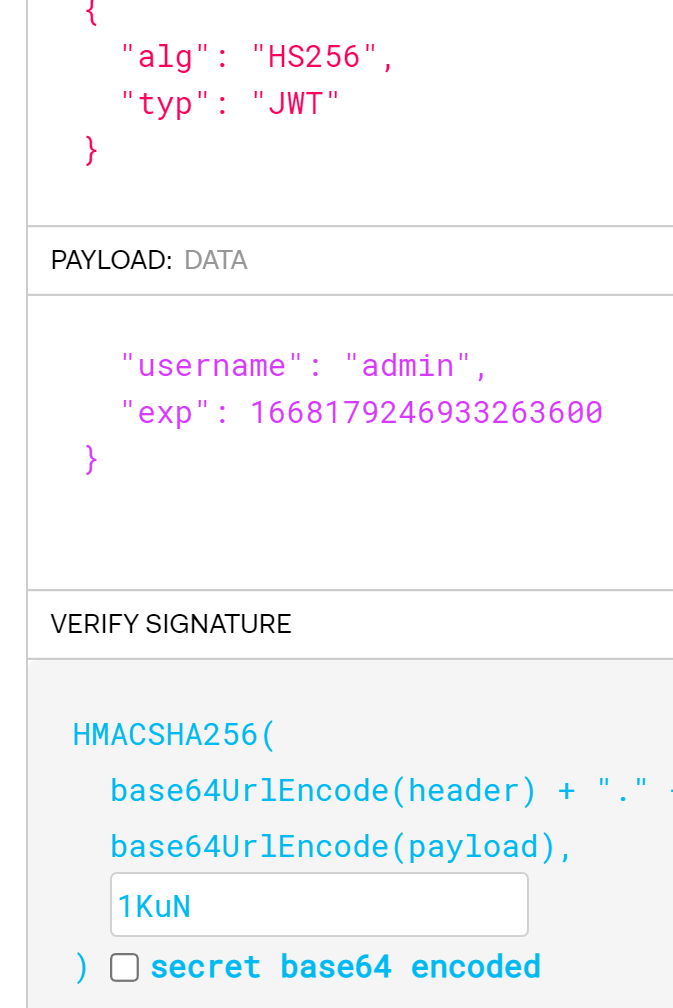 {
"alg": "HS256",
"typ": "JWT"
}
PAYLOAD: DATA
"username": "admin",
"exp": 1668179246933263600
}
VERIFY SIGNATURE
HMACSHA256(
base64UrlEncode(header) + "." +
base64UrlEncode(payload),
1KuN
) secret base64 encoded